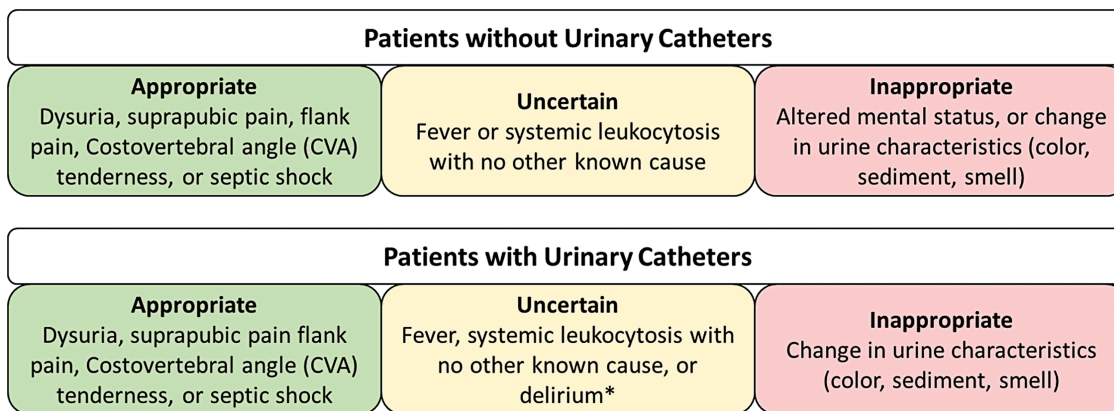 Patients without Urinary Catheters
Appropriate
Dysuria, suprapubic pain, flank
pain, Costovertebral angle (CVA)
tenderness, or septic shock
Uncertain
Fever or systemic leukocytosis
with no other known cause
Inappropriate
Altered mental status, or change
in urine characteristics (color,
sediment, smell)
Patients with Urinary Catheters
Appropriate
Dysuria, suprapubic pain flank
pain, Costovertebral angle (CVA)
tenderness, or septic shock
Uncertain
Fever, systemic leukocytosis with
no other known cause, or
delirium*
Inappropriate
Change in urine characteristics
(color, sediment, smell)